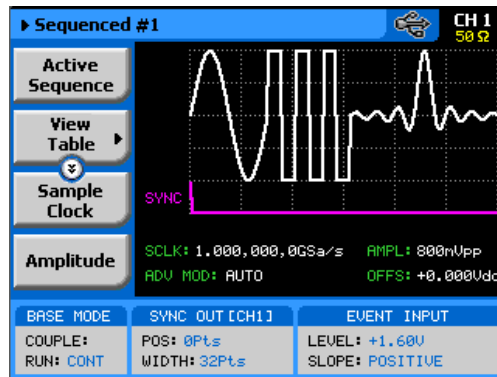 Sequenced #1
CH 1
50 Ω
Active
Sequence
View
Table
Sample
Clock
Amplitude
SYNC
SCLK: 1.000,000,0GSa/s AMPL: 800mVpp
ADV MOD: AUTO OFFS: +0.000Vdc
BASE MODE
COUPLE:
RUN: CONT
SYNC OUT [CH1]
POS: 0Pts
WIDTH: 32Pts
EVENT INPUT
LEVEL: +1.60V
SLOPE: POSITIVE